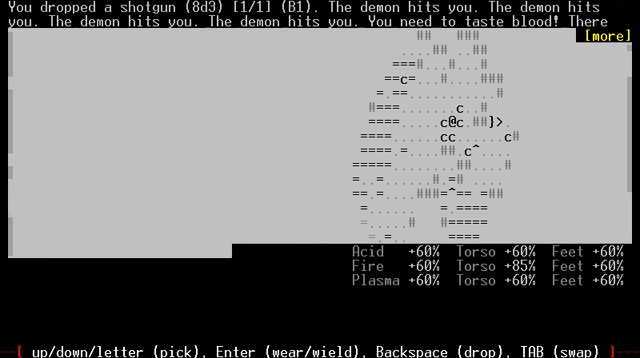 You dropped a shotgun (8d3) [1/1] (B1). The demon hits you. The demon hits
you. The demon hits you. The demon hits you. You need to taste blood! There
[more]
Acid +60% Torso +60% Feet +60%
Fire +60% Torso +85% Feet +60%
Plasma +60% Torso +60% Feet +60%
[ up/down/letter (pick), Enter (wear/wield), Backspace (drop), TAB (swap) ]